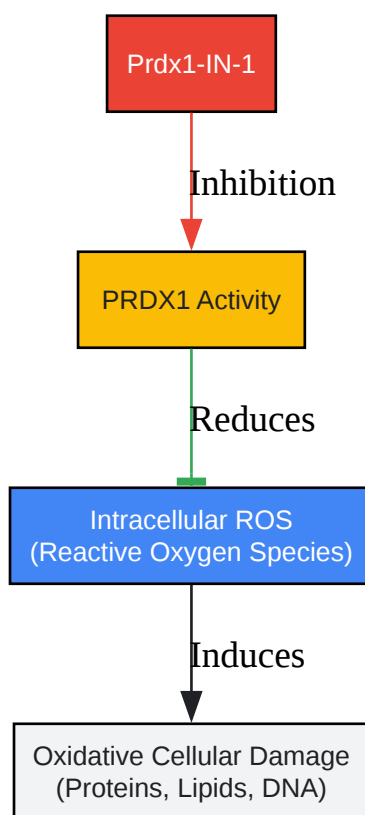 Prdx1-IN-1
Inhibition
PRDX1 Activity
Reduces
Intracellular ROS
(Reactive Oxygen Species)
Induces
Oxidative Cellular Damage
(Proteins, Lipids, DNA)